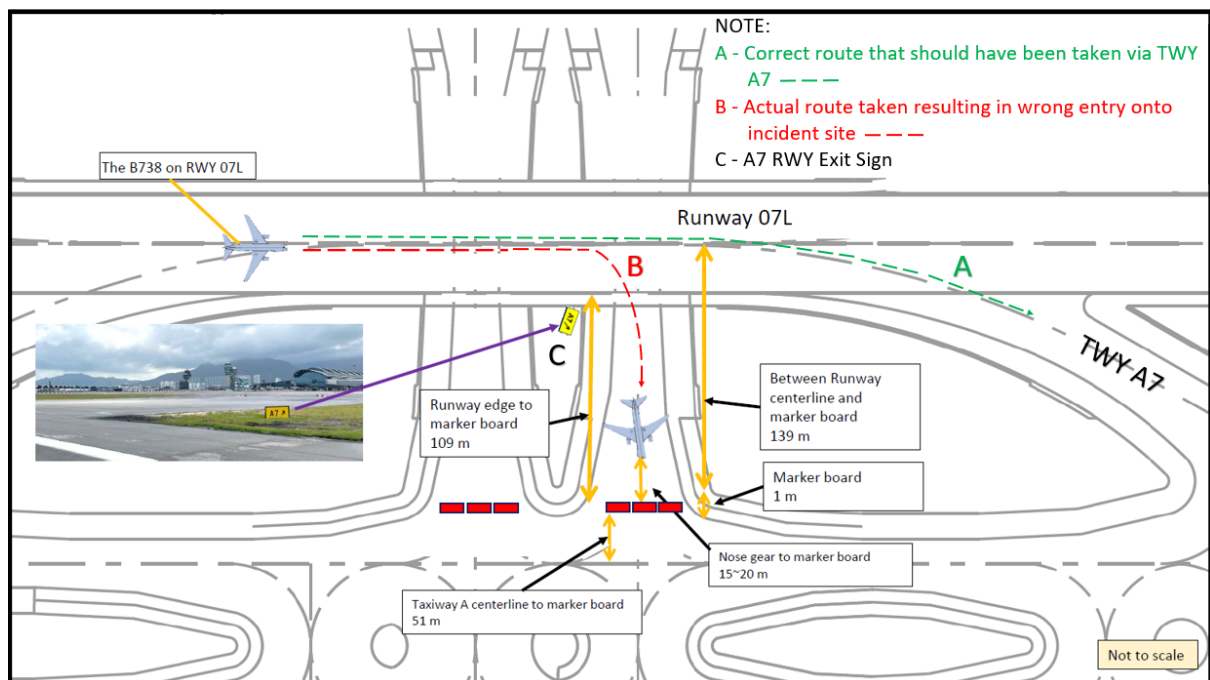 NOTE:
A - Correct route that should have been taken via TWY
A7 — — —
B - Actual route taken resulting in wrong entry onto
incident site — — —
C - A7 RWY Exit Sign
The B738 on RWY 07L
Runway 07L
B
A
A7↗
C
TWY A7
A7↗
Runway edge to
marker board
109 m
Between Runway
centerline and
marker board
139 m
Marker board
1 m
Nose gear to marker board
15~20 m
Taxiway A centerline to marker board
51 m
Not to scale